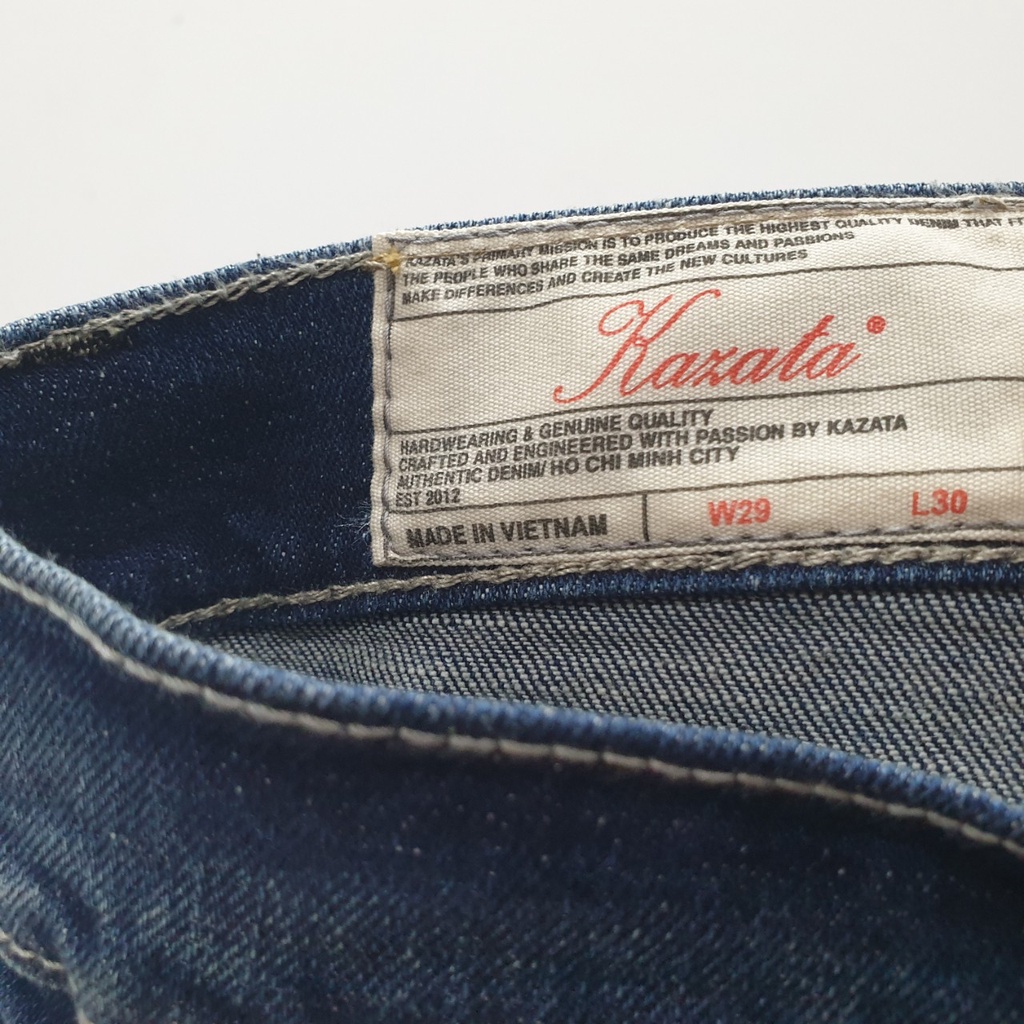 KAZATA'S PRIMARY MISSION IS TO PRODUCE THE HIGHEST QUALITY DENIM THAT
THE PEOPLE WHO SHARE THE SAME DREAMS AND PASSIONS
MAKE DIFFERENCES AND CREATE THE NEW CULTURES
Kazata®
HARDWEARING & GENUINE QUALITY
CRAFTED AND ENGINEERED WITH PASSION BY KAZATA
AUTHENTIC DENIM/ HO CHI MINH CITY
EST 2012
MADE IN VIETNAM W29 L30